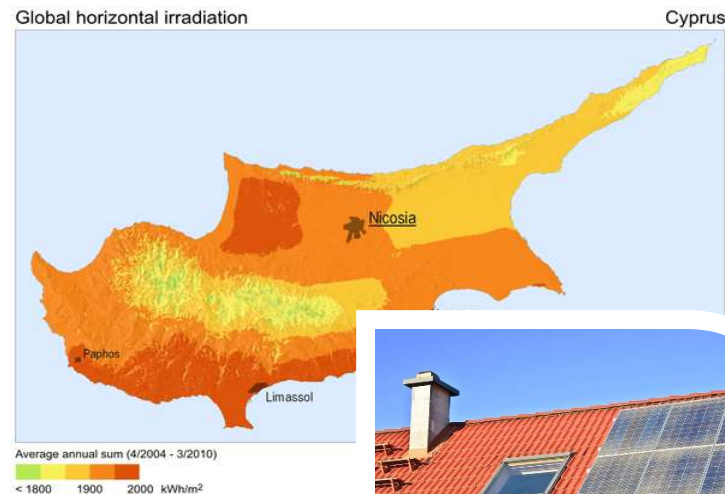 Global horizontal irradiation Cyprus
Nicosia
Paphos
Limassol
Average annual sum (4/2004 - 3/2010)
< 1800 1900 2000 kWh/m²